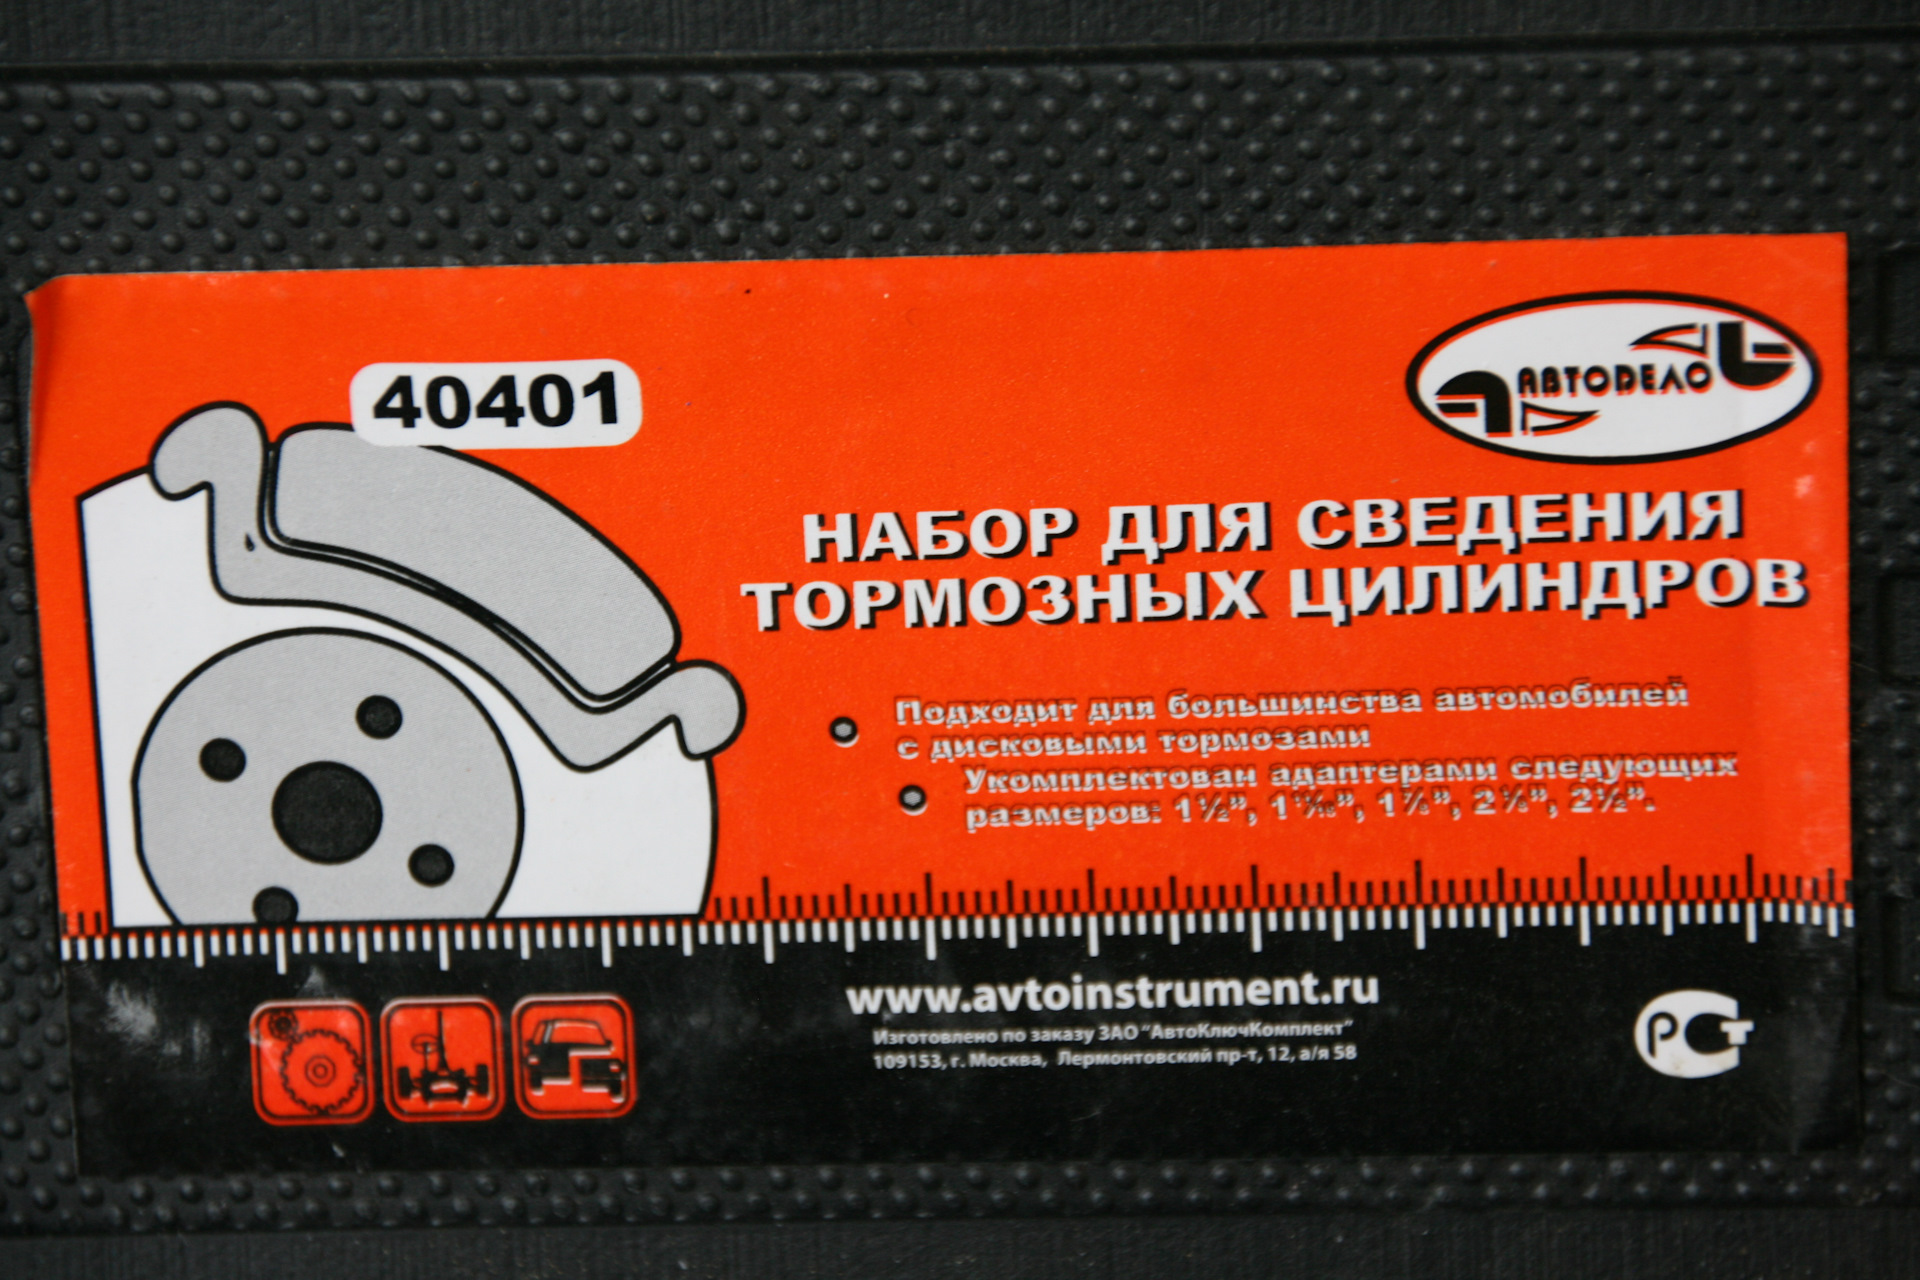 40401
АВТОДЕЛО
НАБОР ДЛЯ СВЕДЕНИЯ
ТОРМОЗНЫХ ЦИЛИНДРОВ
Подходит для большинства автомобилей
с дисковыми тормозами
Укомплектован адаптерами следующих
размеров: 1½”, 1¹¹⁄₁₆”, 1⅞”, 2⅛”, 2½”.
www.avtoinstrument.ru
Изготовлено по заказу ЗАО "АвтоКлючКомплект"
109153, г. Москва, Лермонтовский пр-т, 12, а/я 58
РСТ